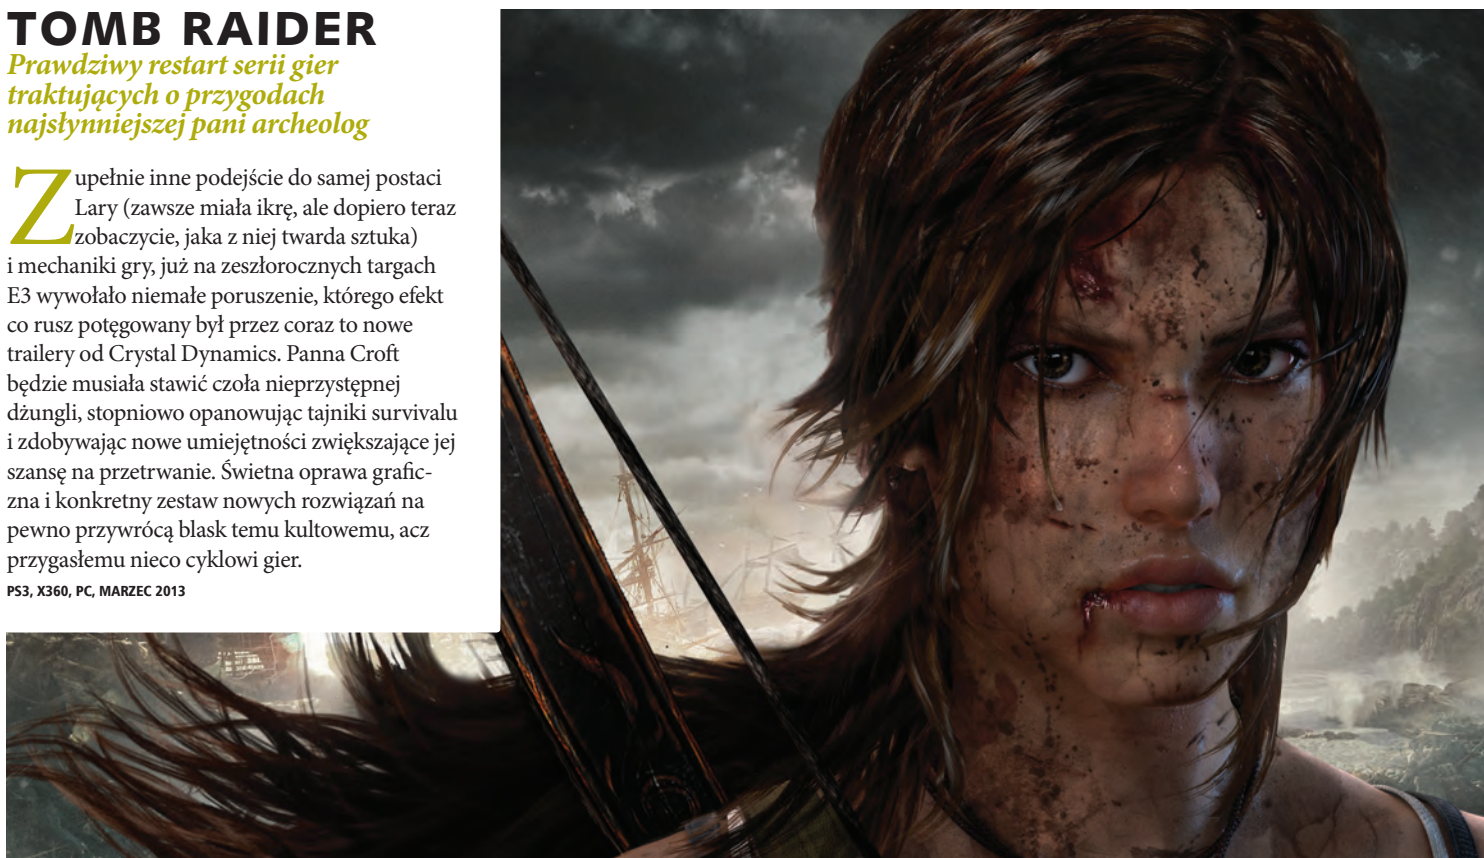 TOMB RAIDER
Prawdziwy restart serii gier
traktujących o przygodach
najsłynniejszej pani archeolog
Zupełnie inne podejście do samej postaci
Lary (zawsze miała ikrę, ale dopiero teraz
zobaczycie, jaka z niej twarda sztuka)
i mechaniki gry, już na zeszłorocznych targach
E3 wywołało niemałe poruszenie, którego efekt
co rusz potęgowany był przez coraz to nowe
trailery od Crystal Dynamics. Panna Croft
będzie musiała stawić czoła nieprzystępnej
dżungli, stopniowo opanowując tajniki survivalu
i zdobywając nowe umiejętności zwiększające jej
szansę na przetrwanie. Świetna oprawa grafic-
zna i konkretny zestaw nowych rozwiązań na
pewno przywrócą blask temu kultowemu, acz
przygasłemu nieco cyklowi gier.
PS3, X360, PC, MARZEC 2013